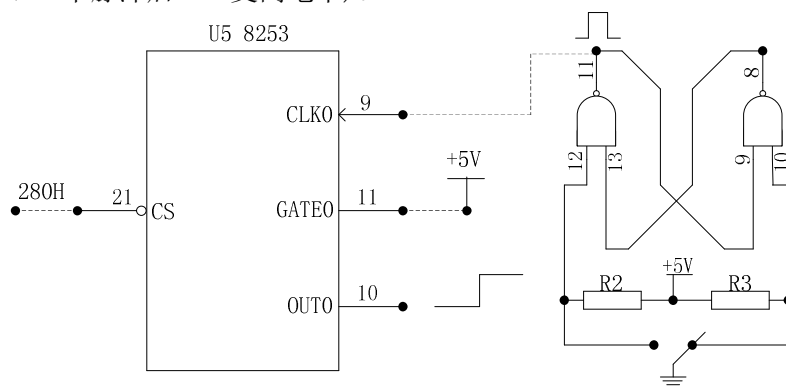 U5 8253
11
8
CLK0
9
12
13
9
10
+5V
280H
21
CS
GATE0
11
+5V
R2
R3
OUT0
10